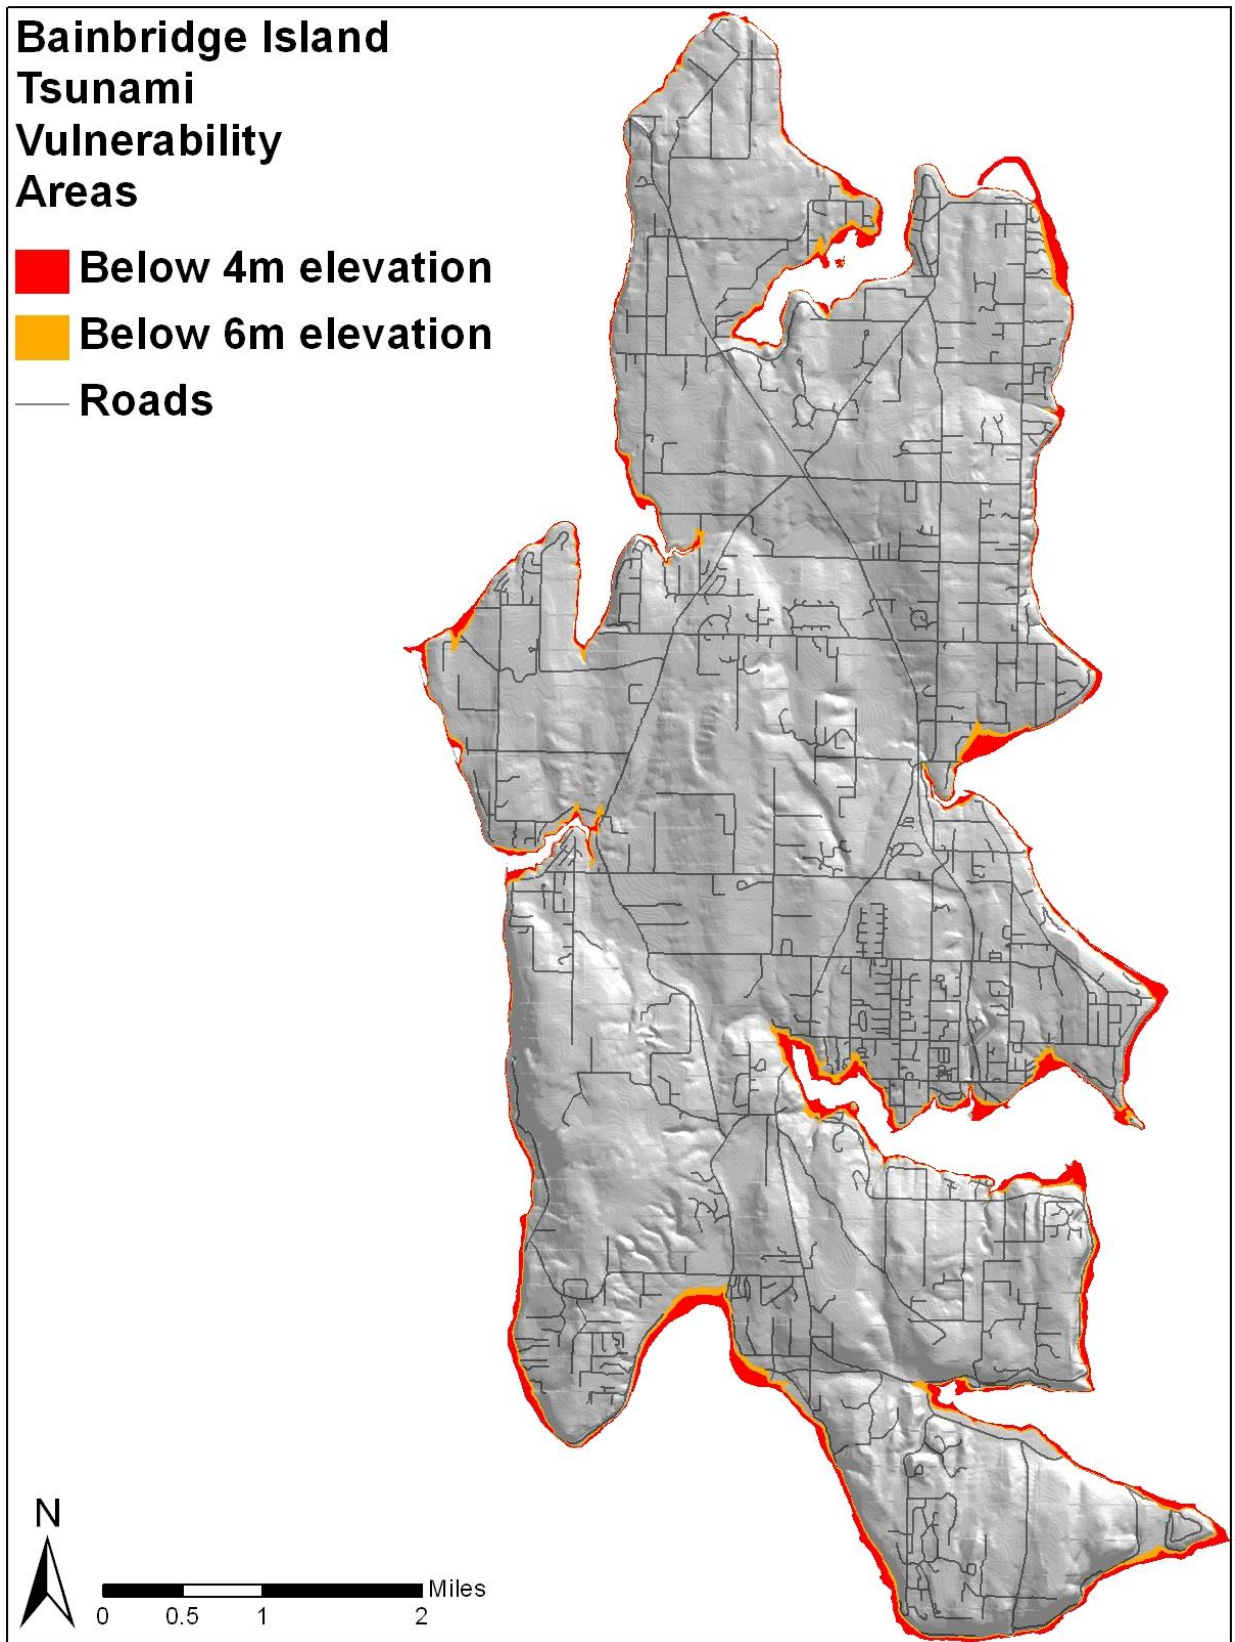 Bainbridge Island
Tsunami
Vulnerability
Areas
Below 4m elevation
Below 6m elevation
Roads
N
Miles
0 0.5 1 2